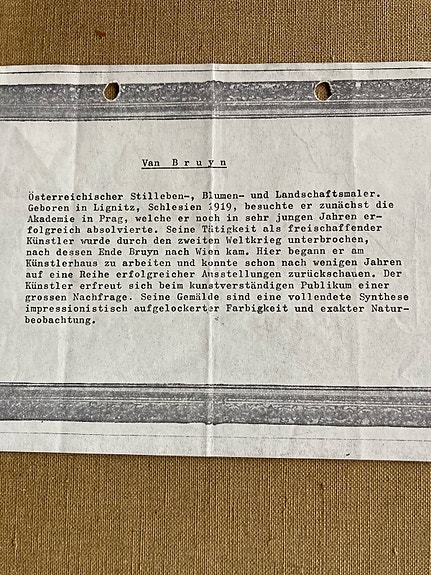 Van B r u y n
Österreichischer Stilleben-, Blumen- und Landschaftsmaler.
Geboren in Lignitz, Schlesien 1919, besuchte er zunächst die
Akademie in Prag, welche er noch in sehr jungen Jahren er-
folgreich absolvierte. Seine Tätigkeit als freischaffender
Künstler wurde durch den zweiten Weltkrieg unterbrochen,
nach dessen Ende Bruyn nach Wien kam. Hier begann er am
Künstlerhaus zu arbeiten und konnte schon nach wenigen Jahren
auf eine Reihe erfolgreicher Ausstellungen zurückschauen. Der
Künstler erfreut sich beim kunstverständigen Publikum einer
grossen Nachfrage. Seine Gemälde sind eine vollendete Synthese
impressionistisch aufgelockerter Farbigkeit und exakter Natur-
beobachtung.